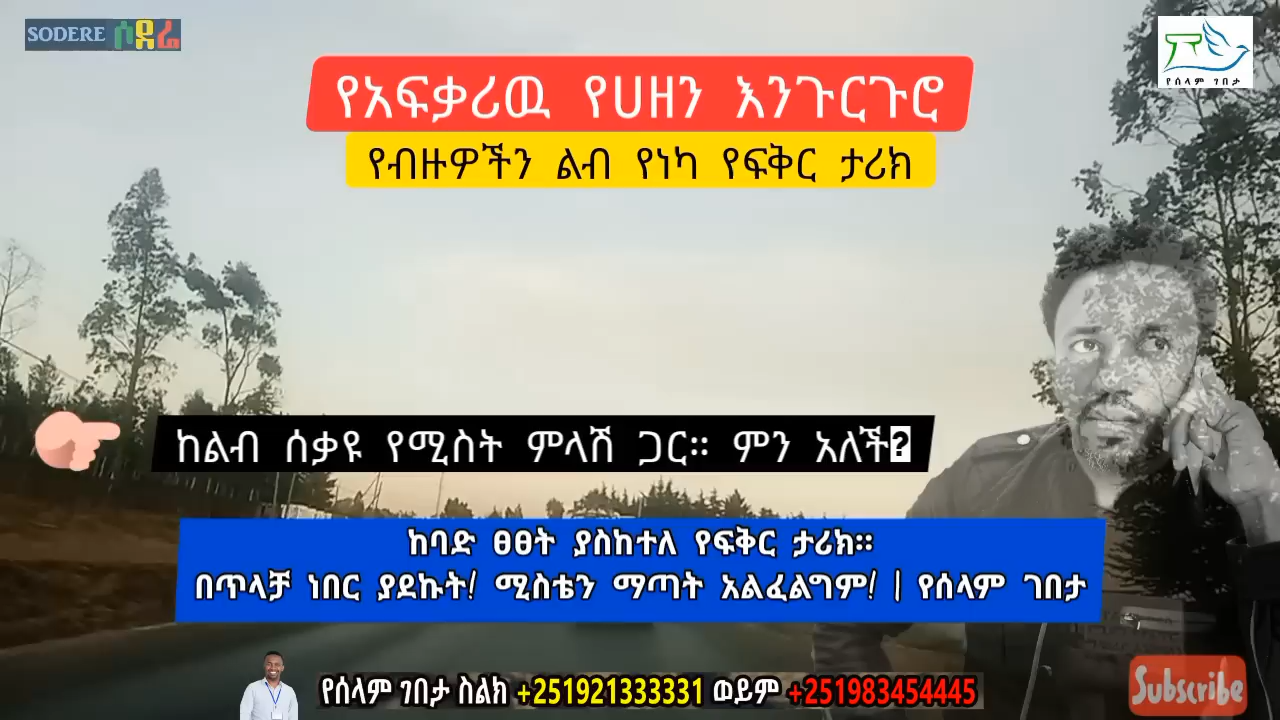 SODERE ሶደሬ
የሰላም ገበታ
የአፍቃሪዉ የሀዘን እንጉርጉሮ
የብዙዎችን ልብ የነካ የፍቅር ታሪክ
ከልብ ሰቃዩ የሚስት ምላሽ ጋር። ምን አለች
ከባድ ፀፀት ያስከተለ የፍቅር ታሪክ።
በጥላቻ ነበር ያደኩት! ሚስቴን ማጣት አልፈልግም! | የሰላም ገበታ
የሰላም ገበታ ስልክ +251921333331 ወይም +251983454445
Subscribe